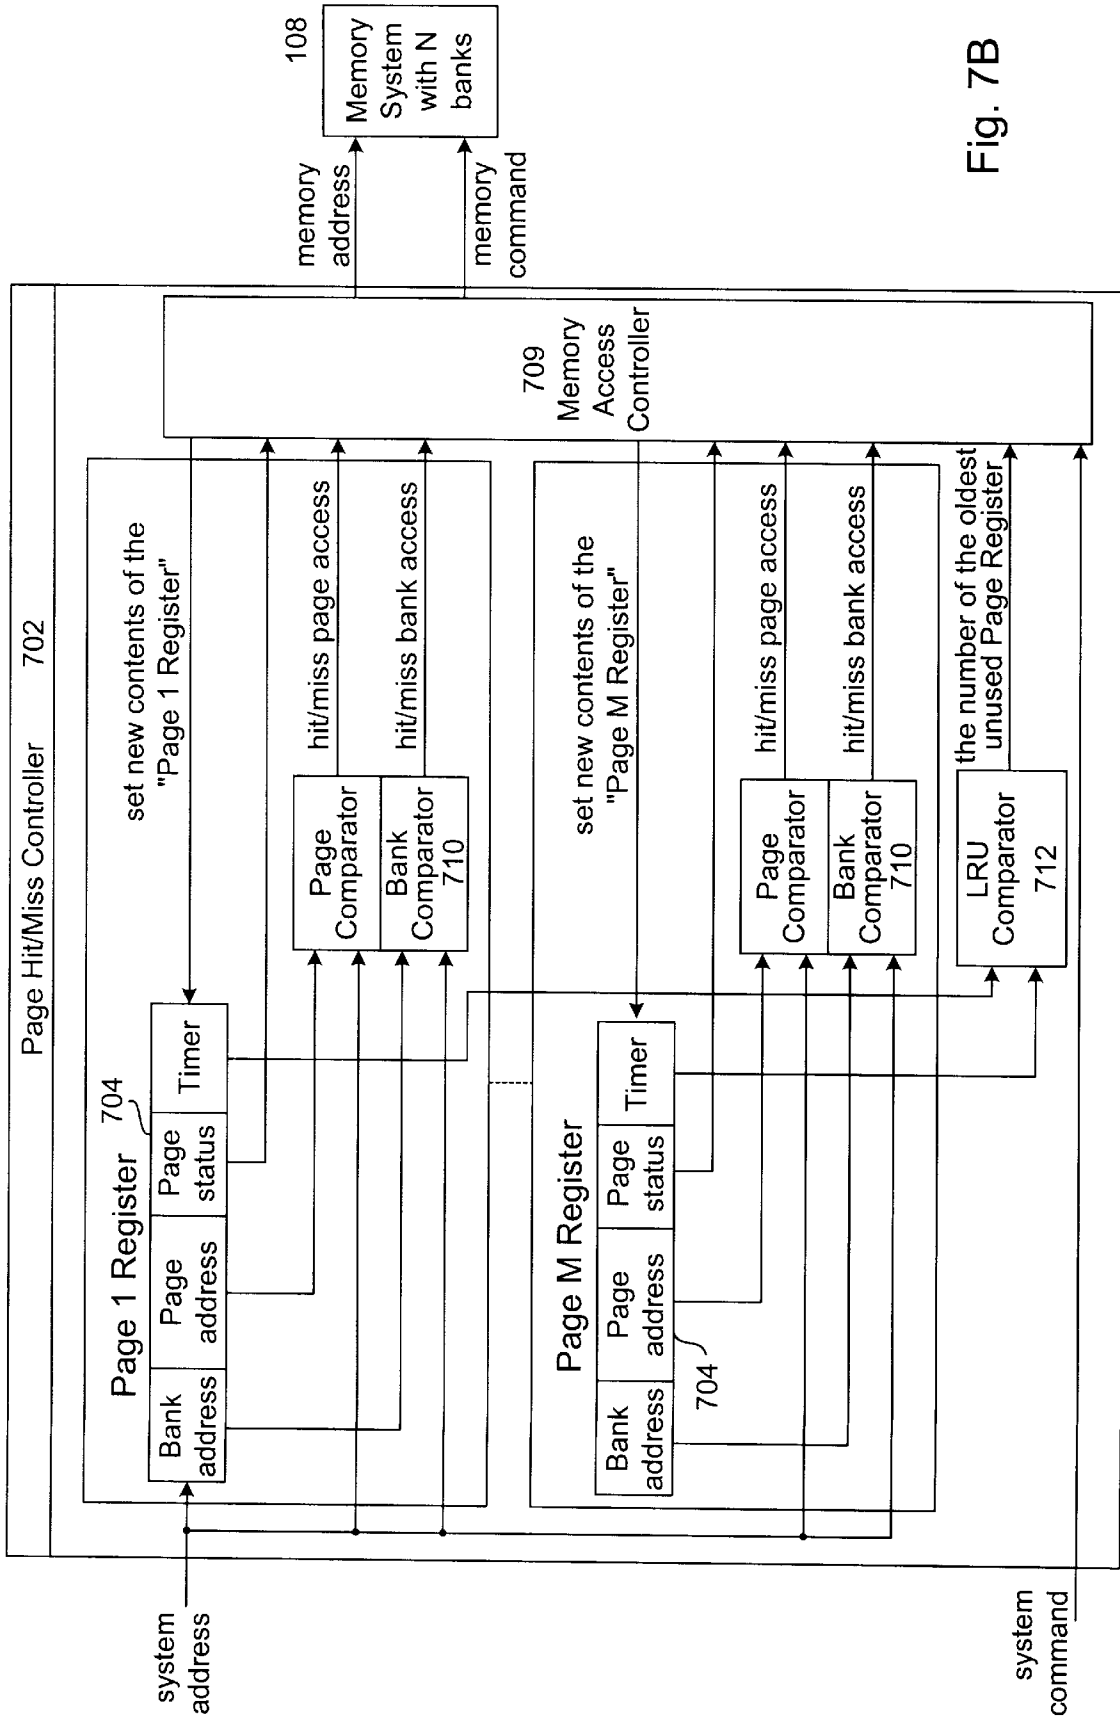 Page Hit/Miss Controller 702
system
address
Page 1 Register
704
Bank
address
Page
address
Page
status
Timer
set new contents of the
"Page 1 Register"
Page
Comparator
Bank
Comparator
710
hit/miss page access
hit/miss bank access
Page M Register
Bank
address
Page
address
Page
status
Timer
704
set new contents of the
"Page M Register"
Page
Comparator
Bank
Comparator
710
hit/miss page access
hit/miss bank access
LRU
Comparator
712
the number of the oldest
unused Page Register
system
command
709
Memory
Access
Controller
memory
address
memory
command
108
Memory
System
with N
banks
Fig. 7B